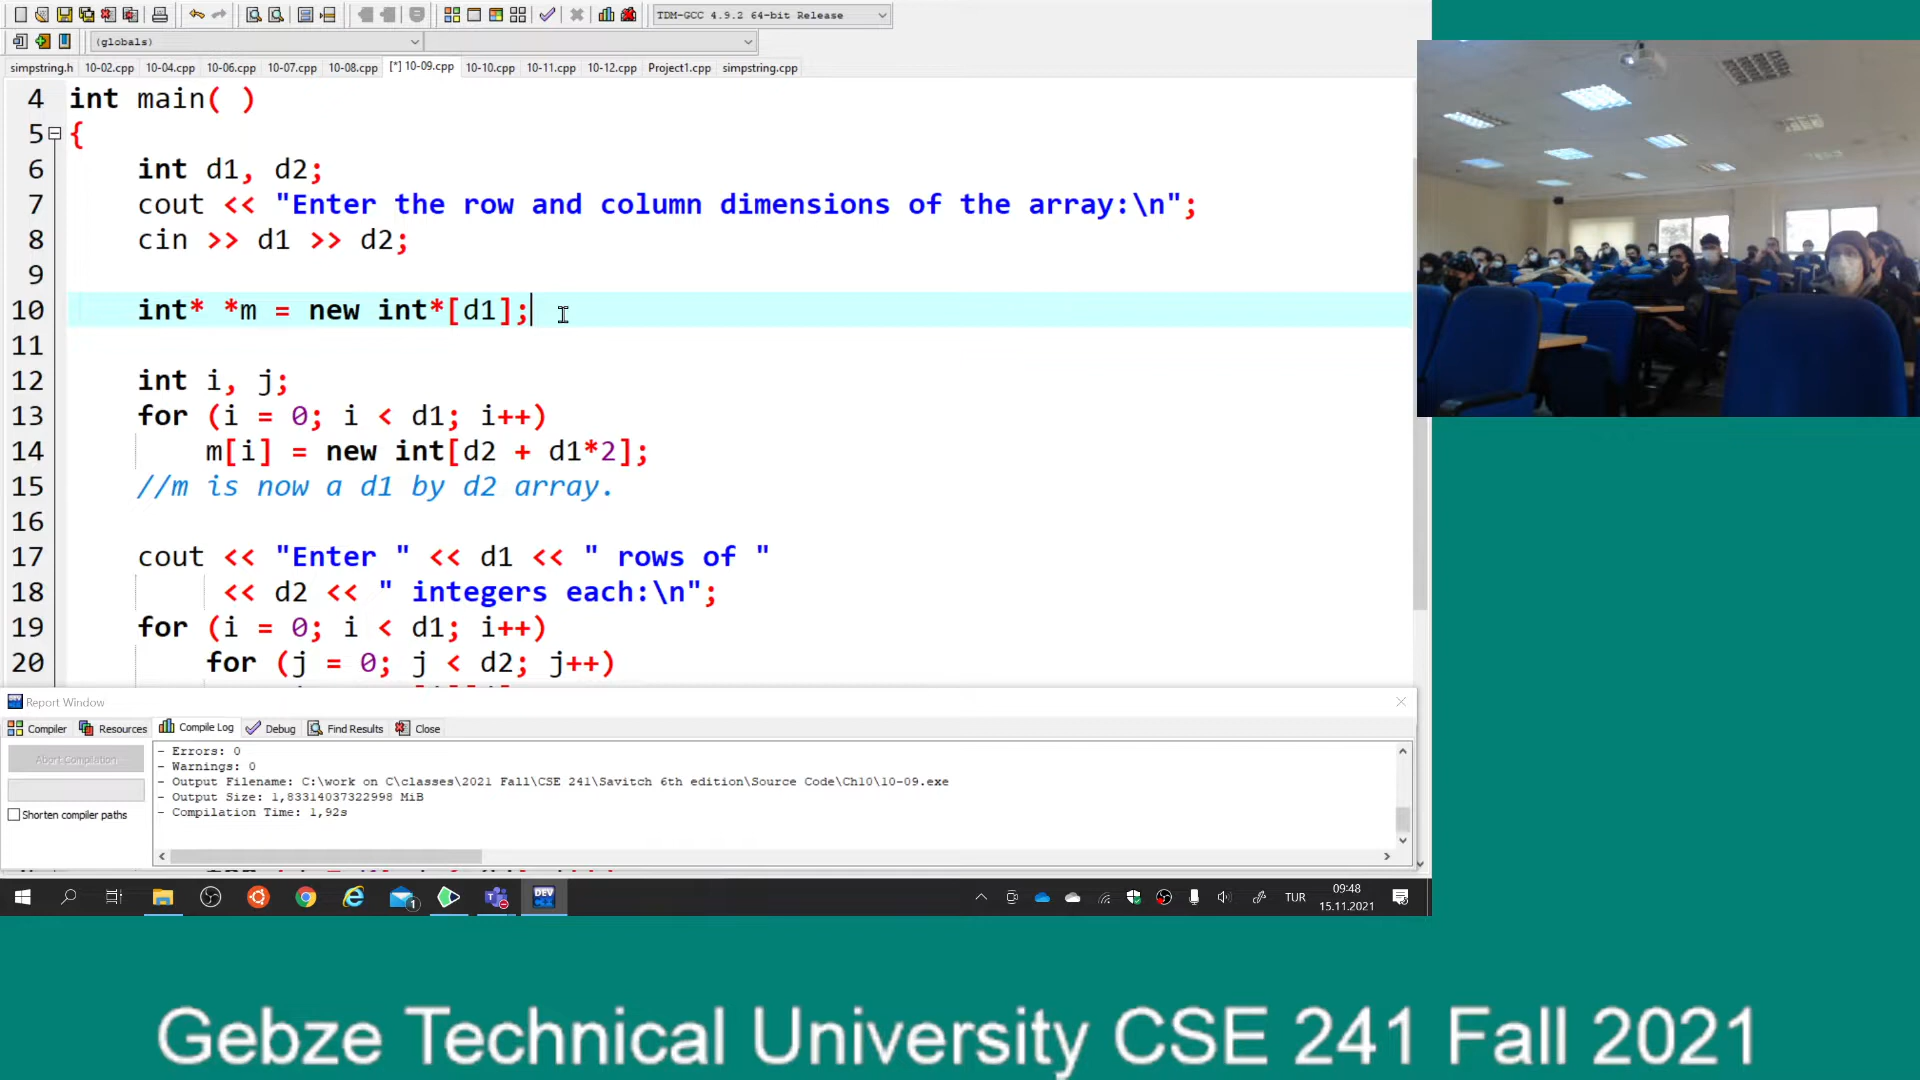 TDM-GCC 4.9.2 64-bit Release
(globals)
simpstring.h 10-02.cpp 10-04.cpp 10-06.cpp 10-07.cpp 10-08.cpp [*] 10-09.cpp 10-10.cpp 10-11.cpp 10-12.cpp Project1.cpp simpstring.cpp
4 int main( )
5 {
6 int d1, d2;
7 cout << "Enter the row and column dimensions of the array:\n";
8 cin >> d1 >> d2;
9
10 int* *m = new int*[d1];
11
12 int i, j;
13 for (i = 0; i < d1; i++)
14 m[i] = new int[d2 + d1*2];
15 //m is now a d1 by d2 array.
16
17 cout << "Enter " << d1 << " rows of "
18 << d2 << " integers each:\n";
19 for (i = 0; i < d1; i++)
20 for (j = 0; j < d2; j++)
Report Window
Compiler Resources Compile Log Debug Find Results Close
Abort Compilation
Shorten compiler paths
- Errors: 0
- Warnings: 0
- Output Filename: C:\work on C\classes\2021 Fall\CSE 241\Savitch 6th edition\Source Code\Ch10\10-09.exe
- Output Size: 1,83314037322998 MiB
- Compilation Time: 1,92s
1
DEV
TUR
09:48
15.11.2021
Gebze Technical University CSE 241 Fall 2021